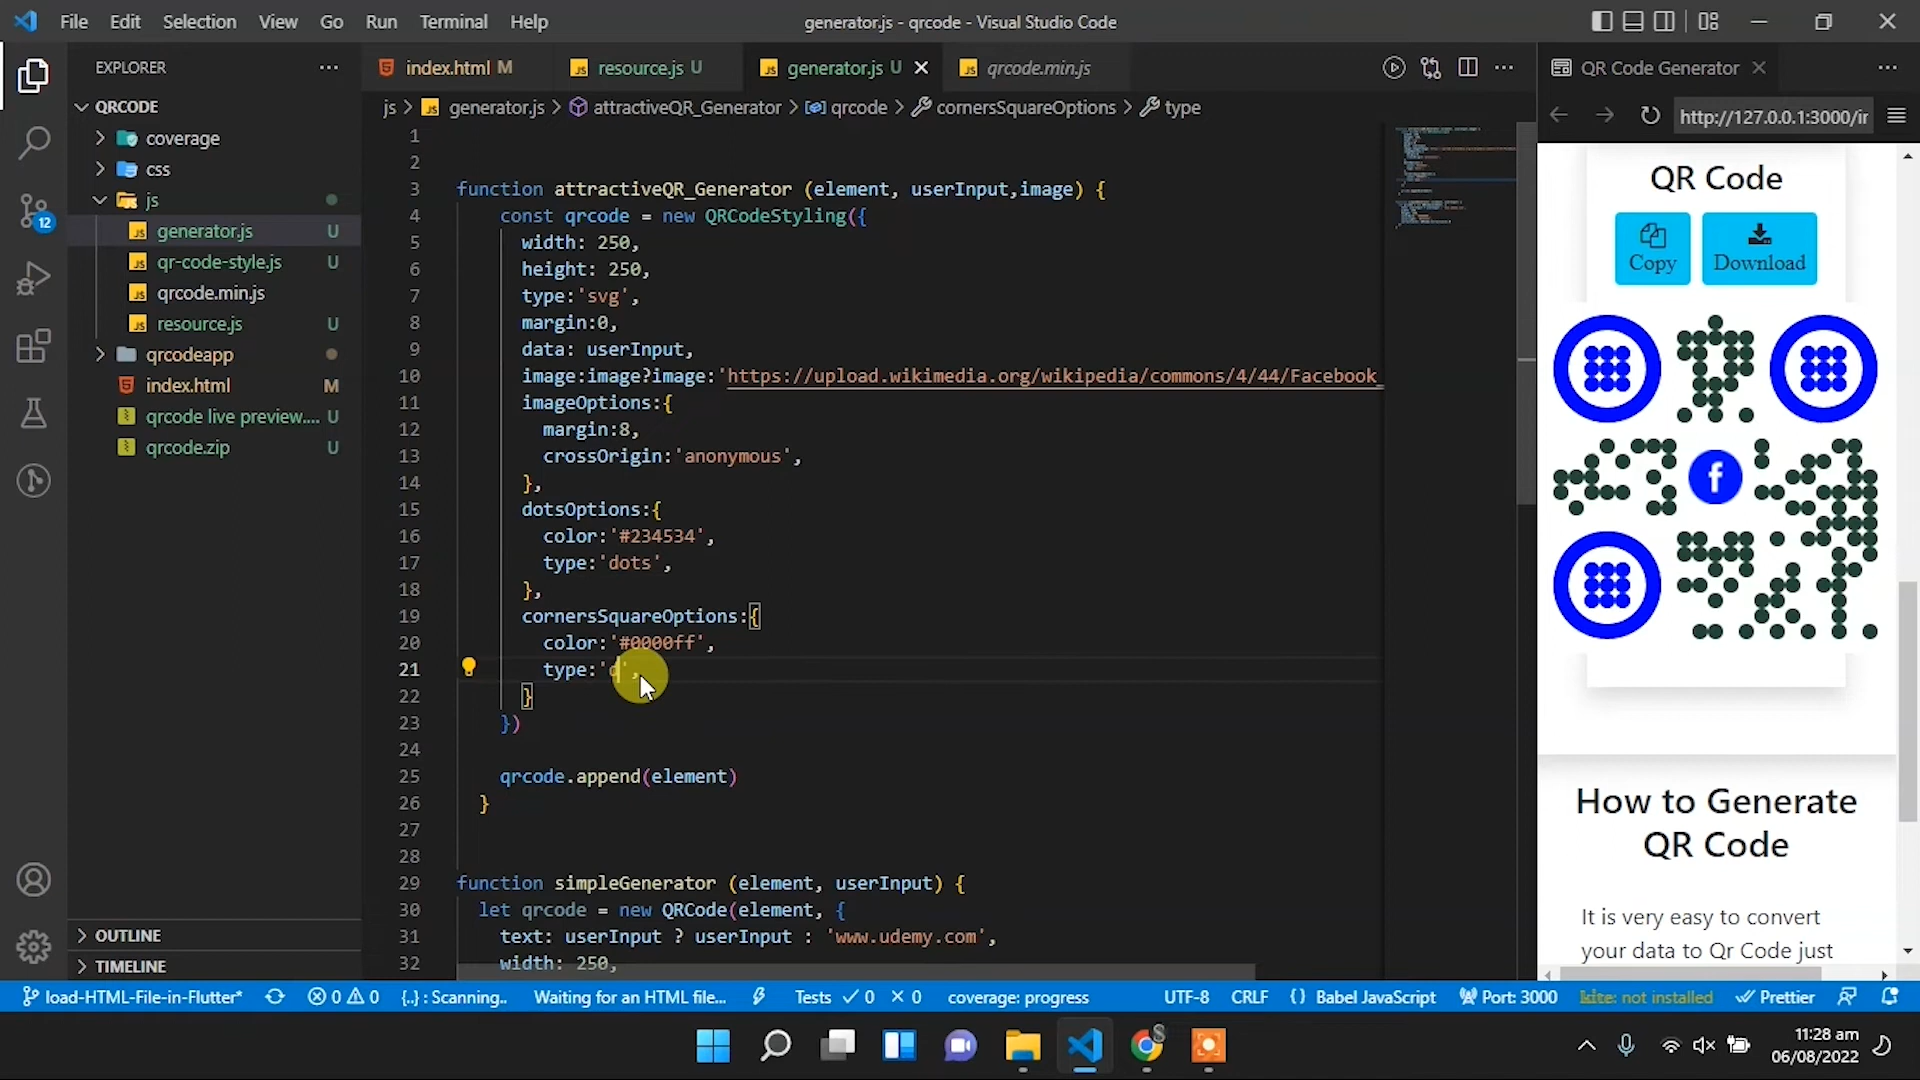 File Edit Selection View Go Run Terminal Help
generator.js - qrcode - Visual Studio Code
EXPLORER
QRCODE
coverage
css
js
generator.js U
qr-code-style.js U
qrcode.min.js
resource.js U
qrcodeapp
index.html M
qrcode live preview.... U
qrcode.zip U
OUTLINE
TIMELINE
12
index.html M
resource.js U
generator.js U
qrcode.min.js
js > generator.js > attractiveQR_Generator > qrcode > cornersSquareOptions > type
1
2
3 function attractiveQR_Generator (element, userInput,image) {
4 const qrcode = new QRCodeStyling({
5 width: 250,
6 height: 250,
7 type:'svg',
8 margin:0,
9 data: userInput,
10 image:image?image:'https://upload.wikimedia.org/wikipedia/commons/4/44/Facebook_
11 imageOptions:{
12 margin:8,
13 crossOrigin:'anonymous',
14 },
15 dotsOptions:{
16 color:'#234534',
17 type:'dots',
18 },
19 cornersSquareOptions:{
20 color:'#0000ff',
21 type:'d',
22 }
23 })
24
25 qrcode.append(element)
26 }
27
28
29 function simpleGenerator (element, userInput) {
30 let qrcode = new QRCode(element, {
31 text: userInput ? userInput : 'www.udemy.com',
32 width: 250,
QR Code Generator
http://127.0.0.1:3000/ir
QR Code
Copy
Download
f
How to Generate
QR Code
It is very easy to convert
your data to Qr Code just
load-HTML-File-in-Flutter* 0 0 {..} : Scanning.. Waiting for an HTML file... Tests 0 0 coverage: progress
UTF-8 CRLF {} Babel JavaScript Port: 3000 kite: not installed Prettier
S
11:28 am
06/08/2022